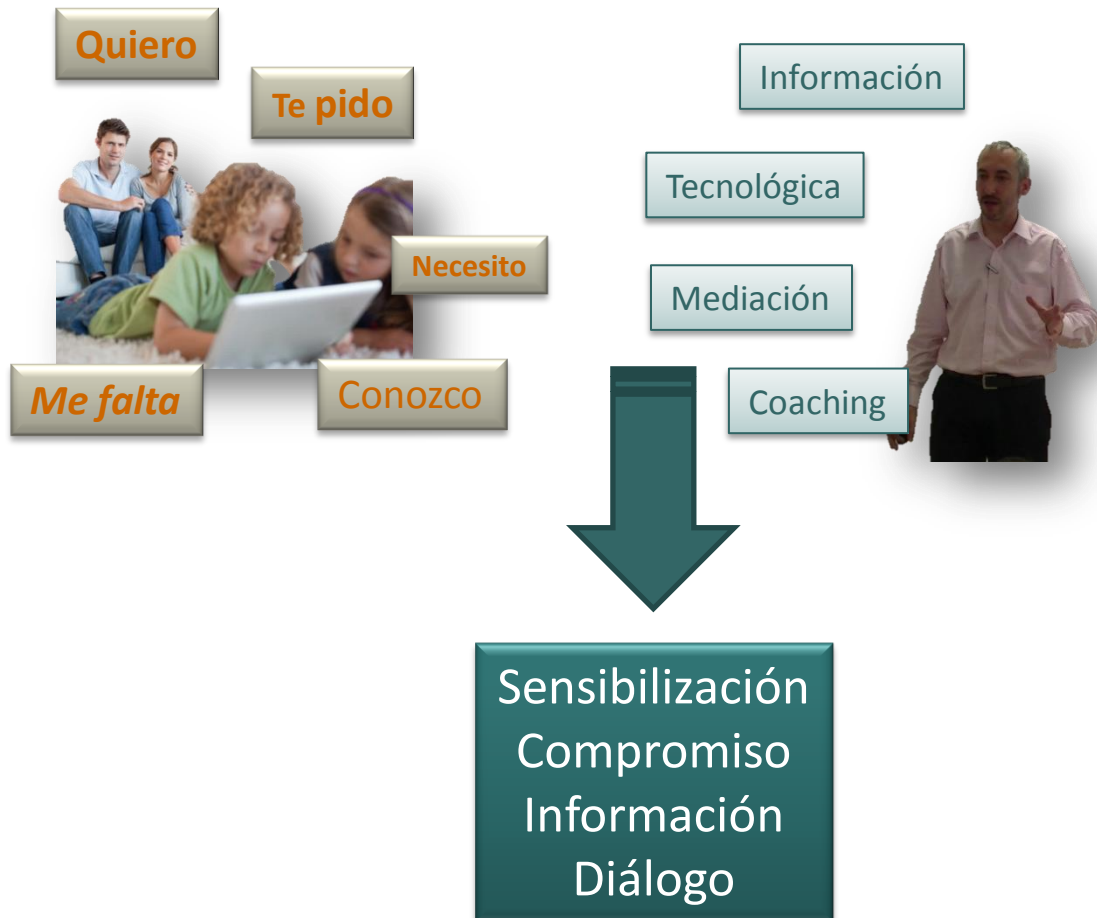 Quiero
Te pido
Necesito
Me falta
Conozco
Información
Tecnológica
Mediación
Coaching
Sensibilización
Compromiso
Información
Diálogo